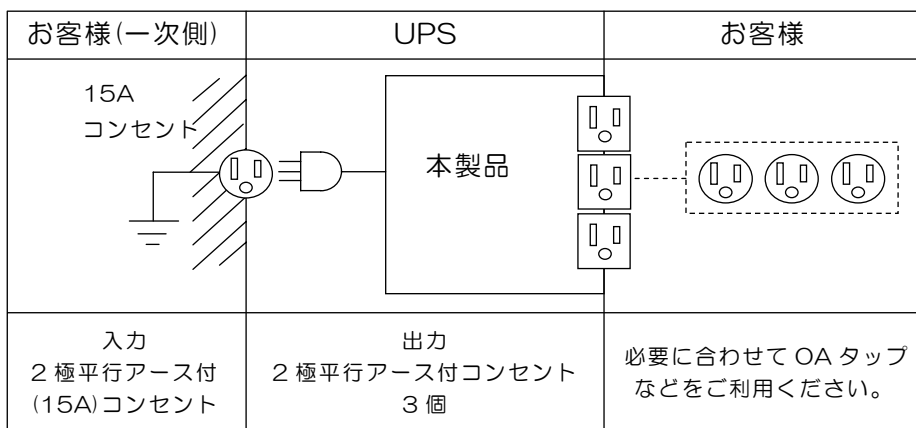 お客様(一次側)
UPS
お客様
15A
コンセント
本製品
入力
2極平行アース付
(15A)コンセント
出力
2極平行アース付コンセント
3個
必要に合わせて OA タップ
などをご利用ください。